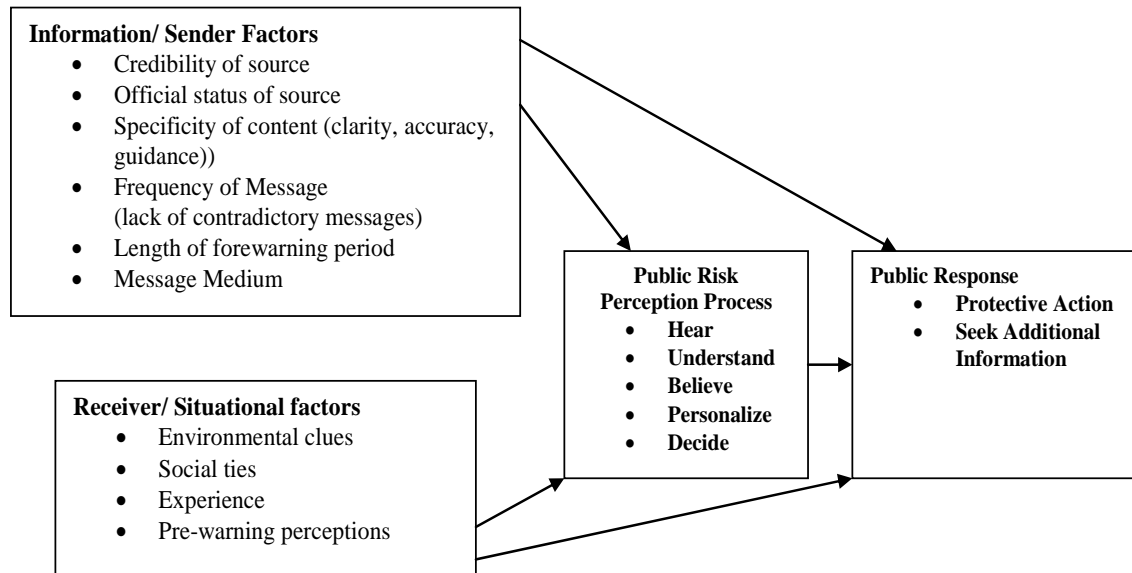 Information/ Sender Factors
• Credibility of source
• Official status of source
• Specificity of content (clarity, accuracy,
guidance))
• Frequency of Message
(lack of contradictory messages)
• Length of forewarning period
• Message Medium
Receiver/ Situational factors
• Environmental clues
• Social ties
• Experience
• Pre-warning perceptions
Public Risk
Perception Process
• Hear
• Understand
• Believe
• Personalize
• Decide
Public Response
• Protective Action
• Seek Additional
Information